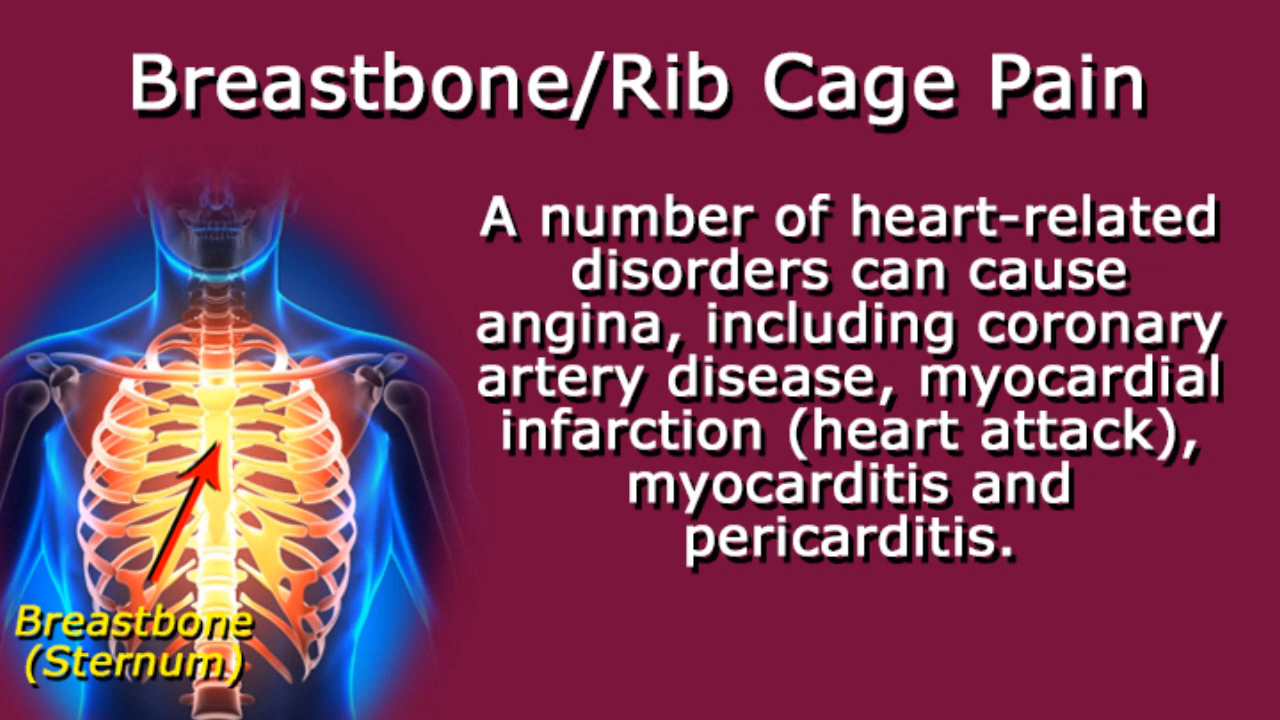 Breastbone/Rib Cage Pain
A number of heart-related
disorders can cause
angina, including coronary
artery disease, myocardial
infarction (heart attack),
myocarditis and
pericarditis.
Breastbone
(Sternum)